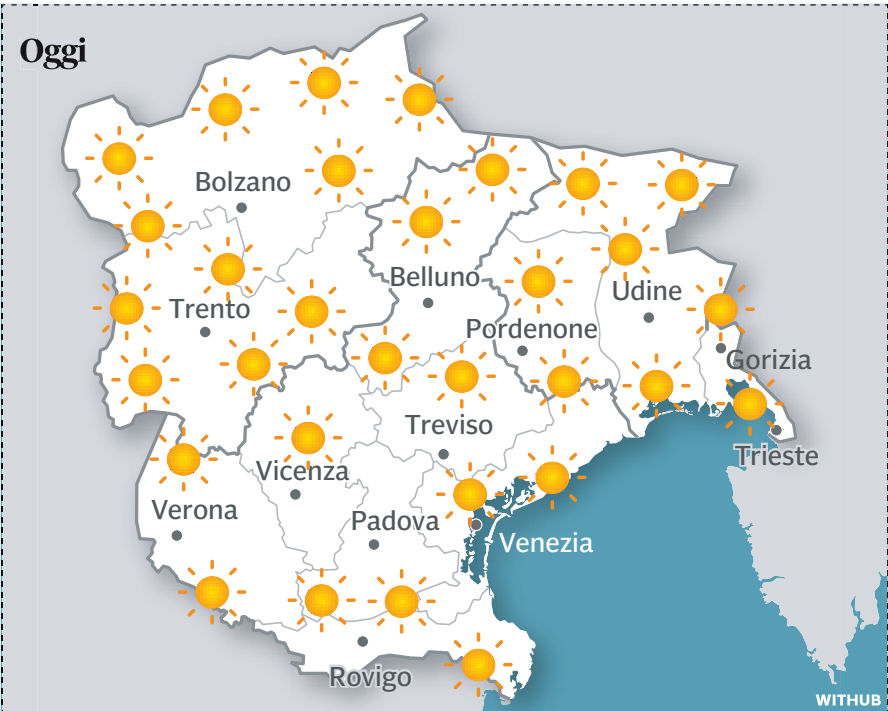 Oggi
Bolzano
Belluno
Trento
Udine
Pordenone
Gorizia
Treviso
Trieste
Vicenza
Verona
Padova
Venezia
Rovigo
WITHUB